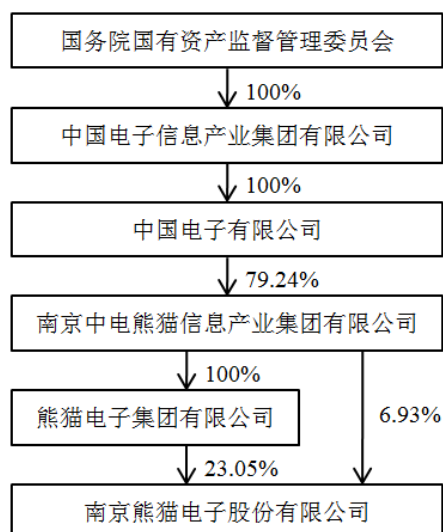 国务院国有资产监督管理委员会
100%
中国电子信息产业集团有限公司
100%
中国电子有限公司
79.24%
南京中电熊猫信息产业集团有限公司
100%
熊猫电子集团有限公司
6.93%
23.05%
南京熊猫电子股份有限公司